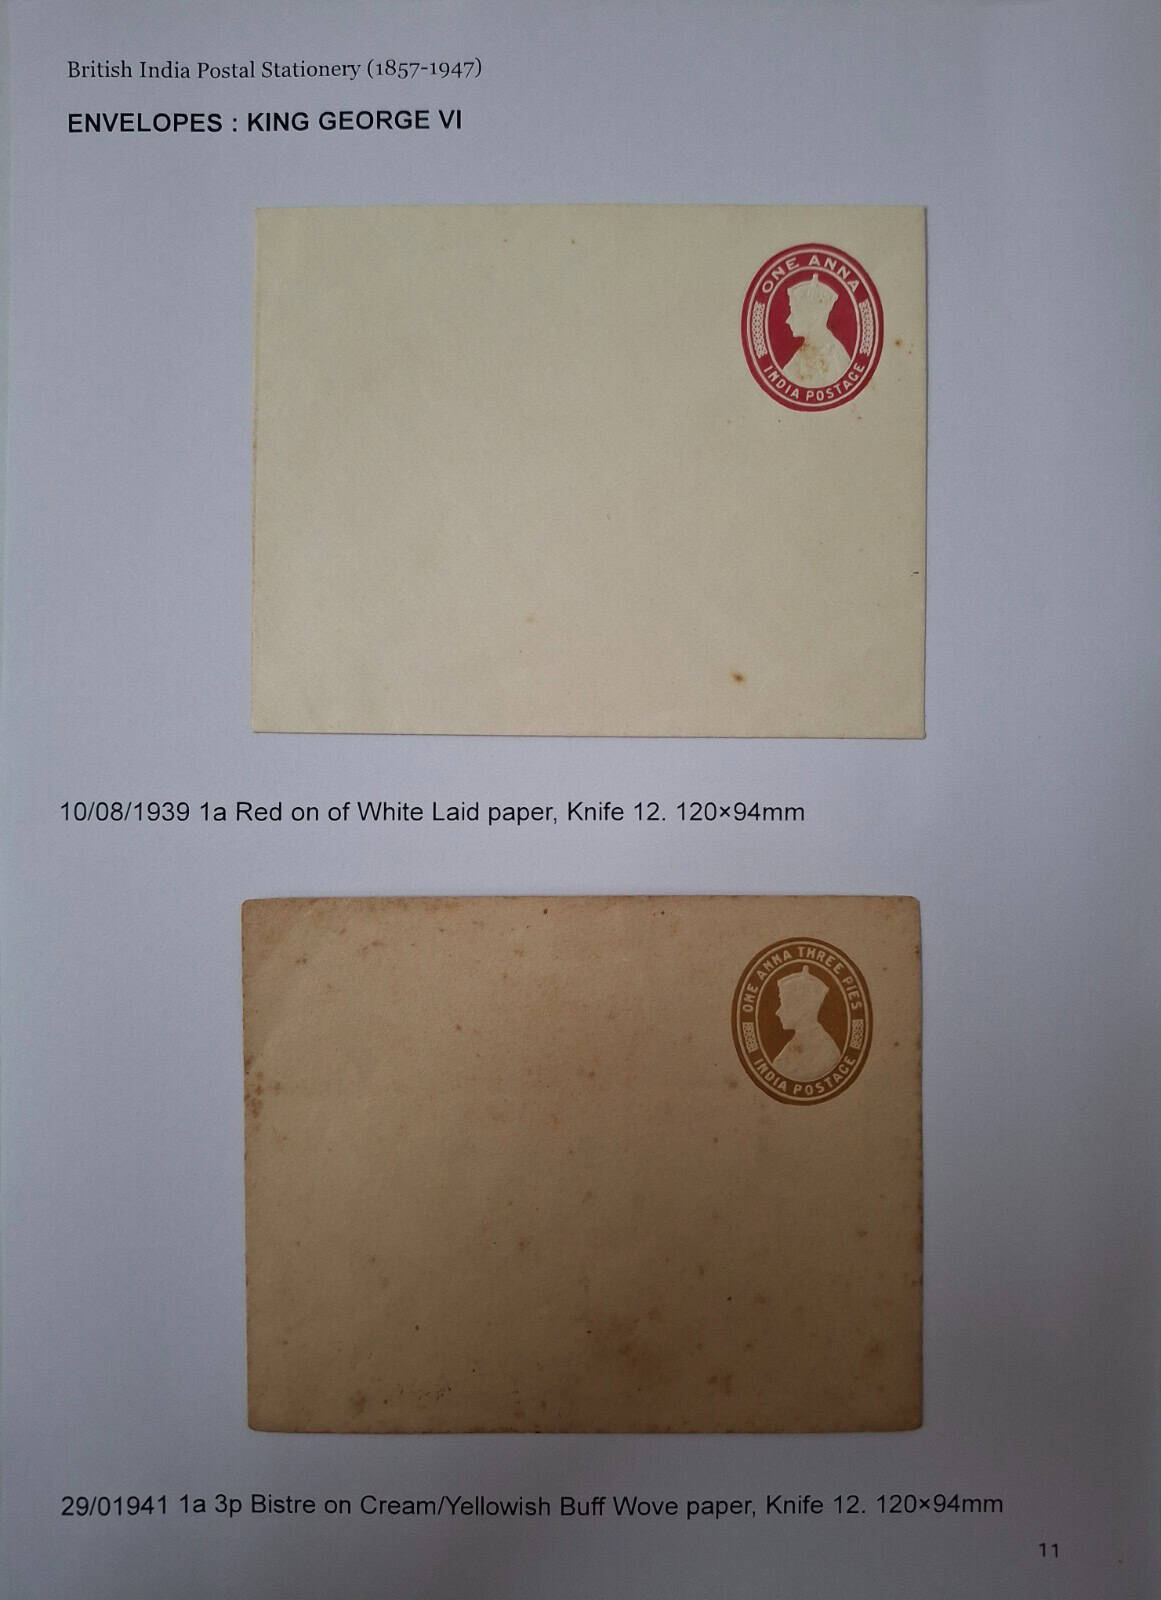 British India Postal Stationery (1857-1947)
ENVELOPES : KING GEORGE VI
ONE ANNA
INDIA POSTAGE
10/08/1939 1a Red on of White Laid paper, Knife 12. 120×94mm
ONE ANNA THREE PIES
INDIA POSTAGE
29/01941 1a 3p Bistre on Cream/Yellowish Buff Wove paper, Knife 12. 120×94mm
11